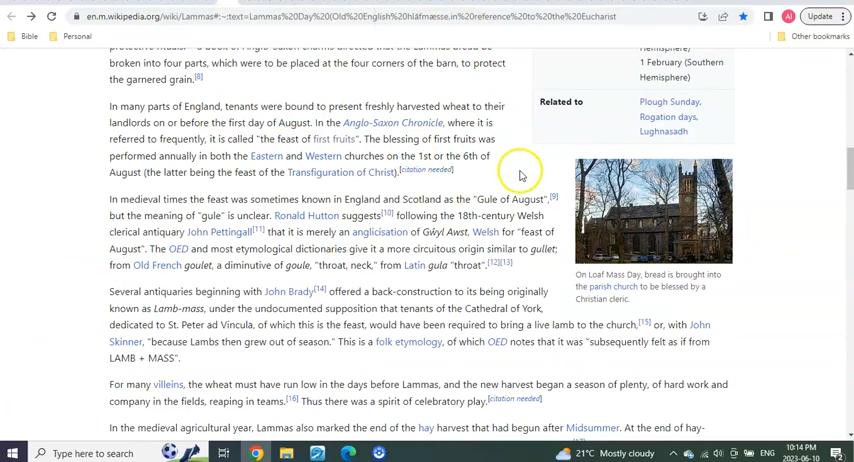 en.m.wikipedia.org/wiki/Lammas#:~:text=Lammas%20Day%20(Old%20English%20hlāfmæsse,in%20reference%20to%20the%20Eucharist
AI
Update
Bible
Personal
Other bookmarks
protective rituals
a book of Anglo-Saxon charms directed that the Lammas bread be
broken into four parts, which were to be placed at the four corners of the barn, to protect
the garnered grain.[8]
In many parts of England, tenants were bound to present freshly harvested wheat to their
landlords on or before the first day of August. In the Anglo-Saxon Chronicle, where it is
referred to frequently, it is called "the feast of first fruits". The blessing of first fruits was
performed annually in both the Eastern and Western churches on the 1st or the 6th of
August (the latter being the feast of the Transfiguration of Christ).[citation needed]
In medieval times the feast was sometimes known in England and Scotland as the "Gule of August",[9]
but the meaning of "gule" is unclear. Ronald Hutton suggests[10] following the 18th-century Welsh
clerical antiquary John Pettingall[11] that it is merely an anglicisation of Gŵyl Awst, Welsh for "feast of
August". The OED and most etymological dictionaries give it a more circuitous origin similar to gullet;
from Old French goulet, a diminutive of goule, "throat, neck," from Latin gula "throat".[12][13]
Several antiquaries beginning with John Brady[14] offered a back-construction to its being originally
known as Lamb-mass, under the undocumented supposition that tenants of the Cathedral of York,
dedicated to St. Peter ad Vincula, of which this is the feast, would have been required to bring a live lamb to the church,[15] or, with John
Skinner, "because Lambs then grew out of season." This is a folk etymology, of which OED notes that it was "subsequently felt as if from
LAMB + MASS".
For many villeins, the wheat must have run low in the days before Lammas, and the new harvest began a season of plenty, of hard work and
company in the fields, reaping in teams.[16] Thus there was a spirit of celebratory play.[citation needed]
In the medieval agricultural year, Lammas also marked the end of the hay harvest that had begun after Midsummer. At the end of hay-
Hemisphere)
1 February (Southern
Hemisphere)
Related to
Plough Sunday,
Rogation days,
Lughnasadh
On Loaf Mass Day, bread is brought into
the parish church to be blessed by a
Christian cleric.
Type here to search
21°C Mostly cloudy
ENG
10:14 PM
2023-06-10
2